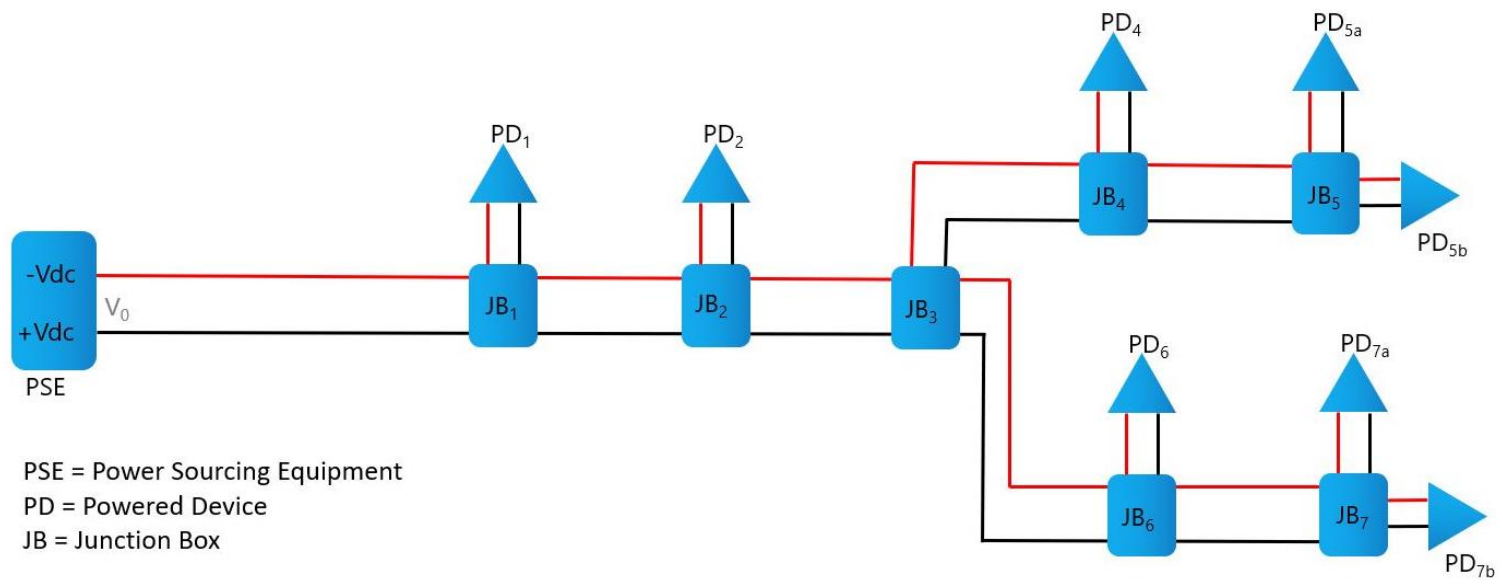 PD4
PD5a
PD1
PD2
JB4
JB5
PD5b
-Vdc
V0
+Vdc
JB1
JB2
JB3
PSE
PD6
PD7a
PSE = Power Sourcing Equipment
PD = Powered Device
JB = Junction Box
JB6
JB7
PD7b